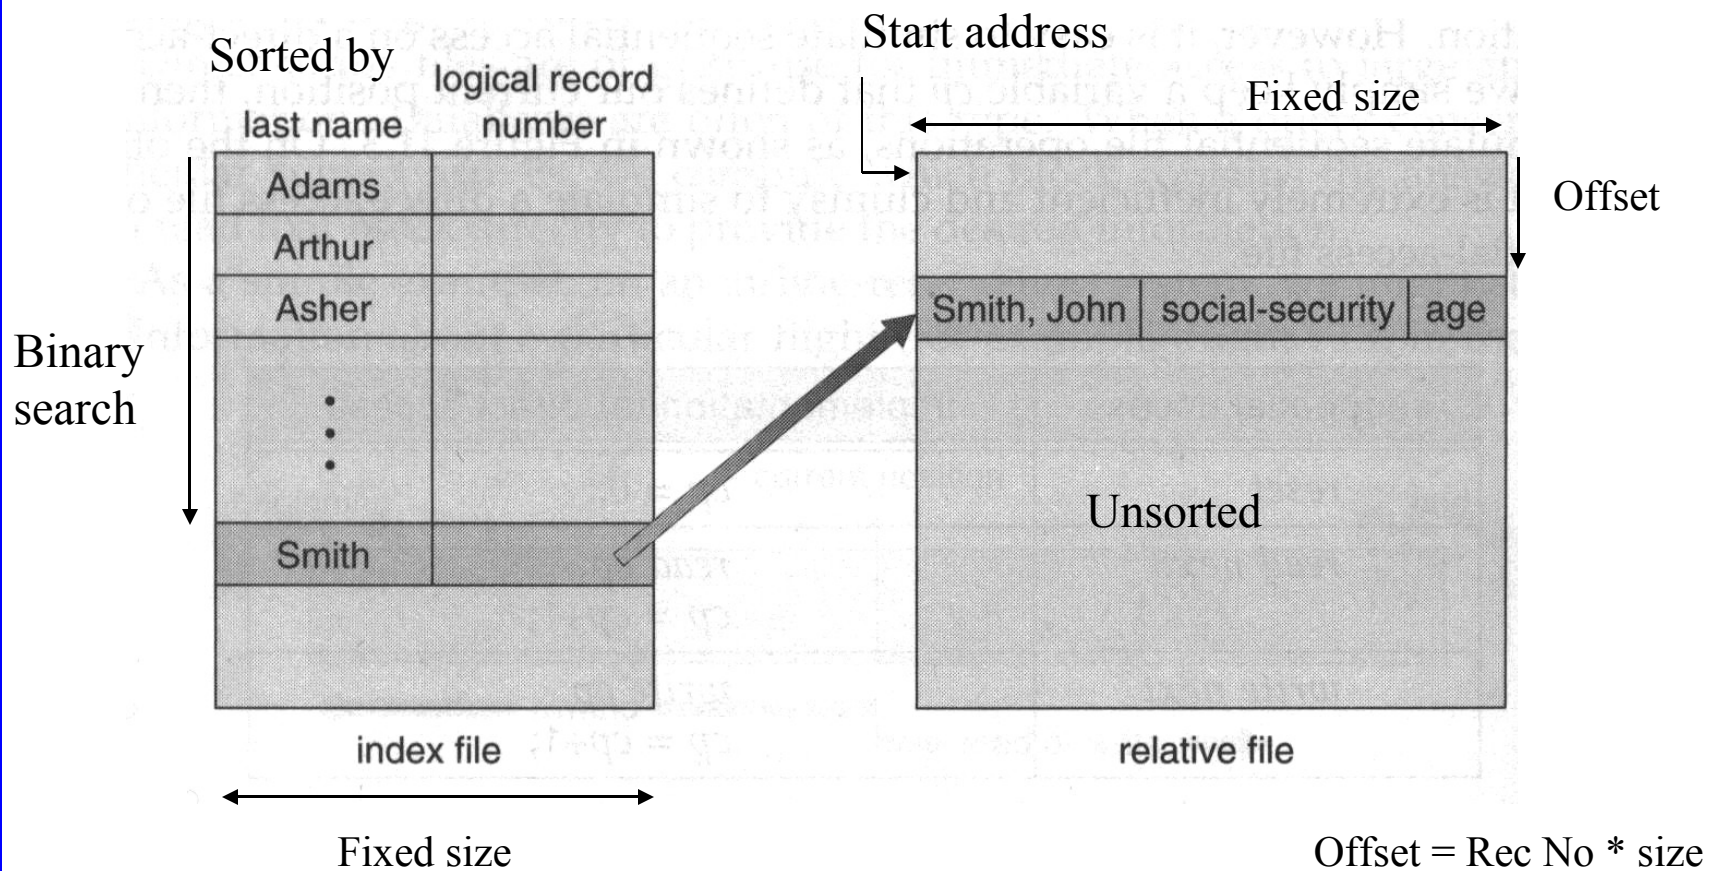 Sorted by
last name
logical record
number
Adams
Arthur
Asher
Smith
Binary
search
index file
Fixed size
Start address
Fixed size
Offset
Smith, John
social-security
age
Unsorted
relative file
Offset = Rec No * size